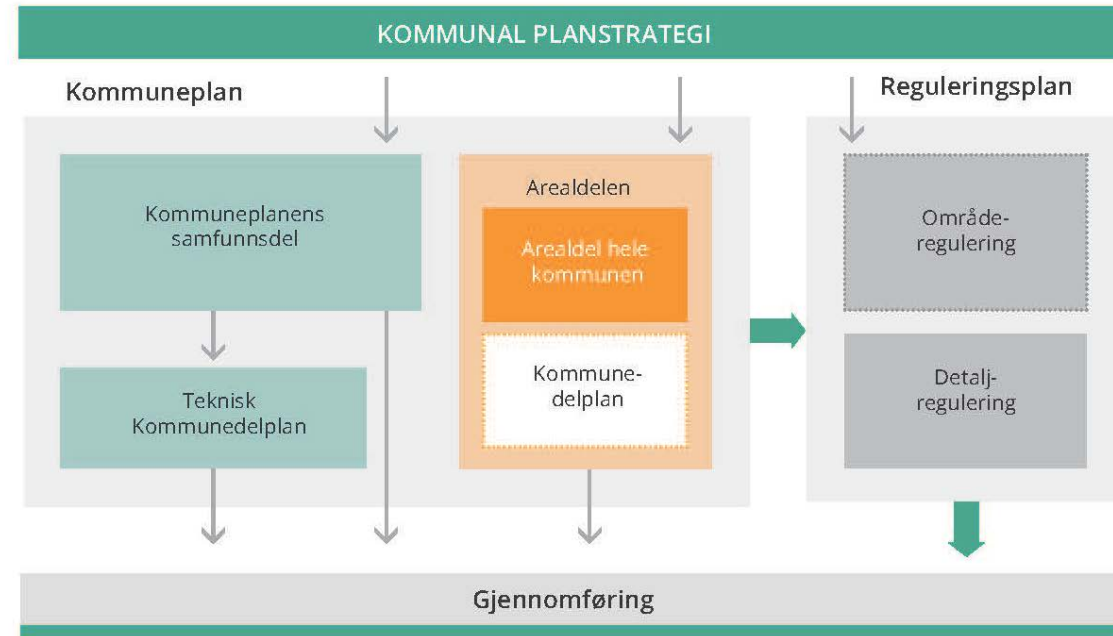 KOMMUNAL PLANSTRATEGI
Kommuneplan
Reguleringsplan
Kommuneplanens
samfunnsdel
Teknisk
Kommunedelplan
Arealdelen
Arealdel hele
kommunen
Kommune-
delplan
Område-
regulering
Detalj-
regulering
Gjennomføring